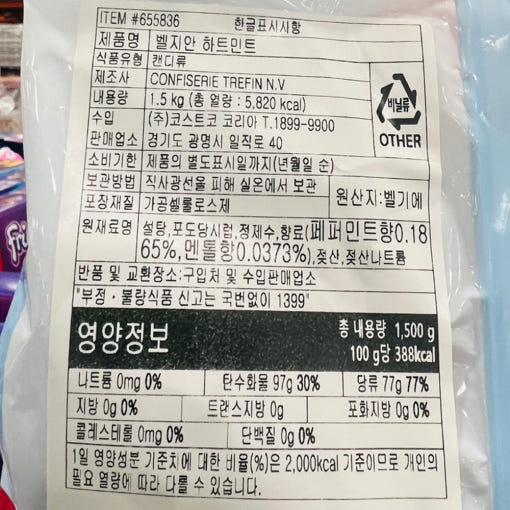 ITEM #655836 한글표시사항
제품명 벨지안 하트민트
식품유형 캔디류
제조사 CONFISERIE TREFIN N.V
내용량 1.5 kg (총 열량 : 5,820 kcal)
수입 (주)코스트코 코리아 T.1899-9900
판매업소 경기도 광명시 일직로 40
소비기한 제품의 별도표시일까지(년월일 순)
보관방법 직사광선을 피해 실온에서 보관
포장재질 가공셀룰로스제
원산지:벨기에
비닐류
OTHER
원재료명 설탕,포도당시럽,정제수,향료(페퍼민트향0.18
65%,멘톨향0.0373%),젖산,젖산나트륨
반품 및 교환장소:구입처 및 수입판매업소
"부정·불량식품 신고는 국번없이 1399"
영양정보 총 내용량 1,500 g
100 g당 388kcal
나트륨 0mg 0% 탄수화물 97g 30% 당류 77g 77%
지방 0g 0% 트랜스지방 0g 포화지방 0g 0%
콜레스테롤 0mg 0% 단백질 0g 0%
1일 영양성분 기준치에 대한 비율(%)은 2,000kcal 기준이므로 개인의
필요 열량에 따라 다를 수 있습니다.